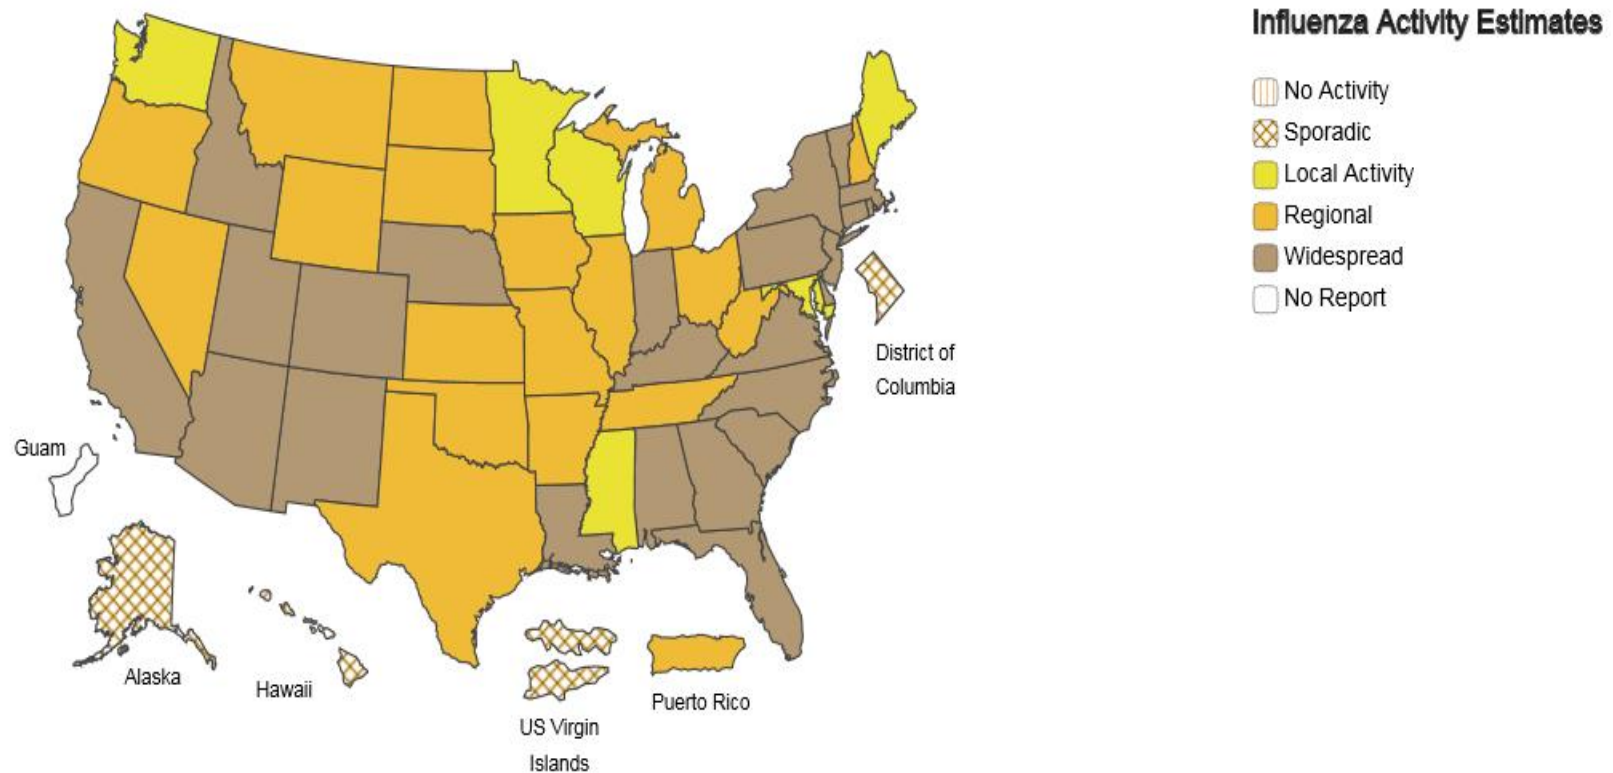 Influenza Activity Estimates
No Activity
Sporadic
Local Activity
Regional
Widespread
No Report
District of
Columbia
Guam
Alaska
Hawaii
US Virgin
Islands
Puerto Rico